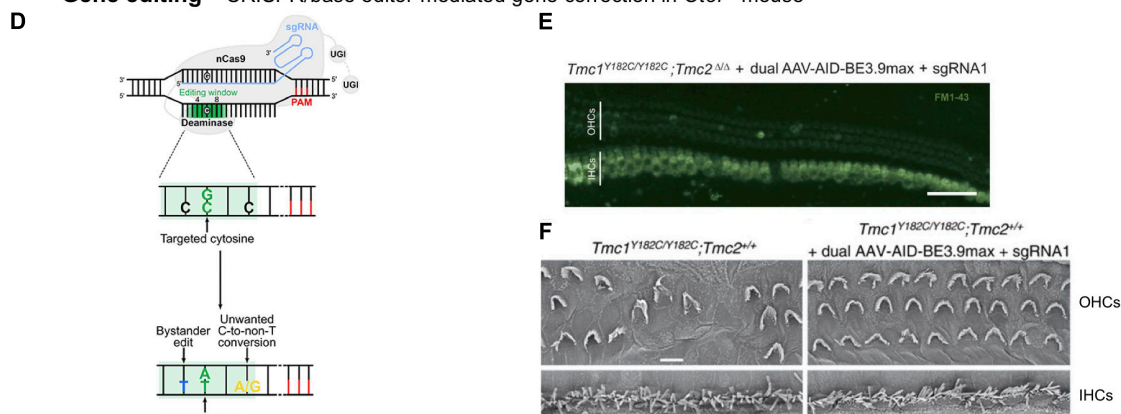 Gene editing
D
sgRNA
3'
nCas9
UGI
3'
5'
5'
3'
C
5'
Editing window
UGI
4 8
PAM
C
Deaminase
G
C C C
Targeted cytosine
Bystander
edit
Unwanted
C-to-non-T
conversion
A
T T A/G
E
Tmc1Y182C/Y182C;Tmc2Δ/Δ + dual AAV-AID-BE3.9max + sgRNA1
FM1-43
OHCs
IHCs
F
Tmc1Y182C/Y182C;Tmc2+/+
Tmc1Y182C/Y182C;Tmc2+/+
+ dual AAV-AID-BE3.9max + sgRNA1
OHCs
IHCs